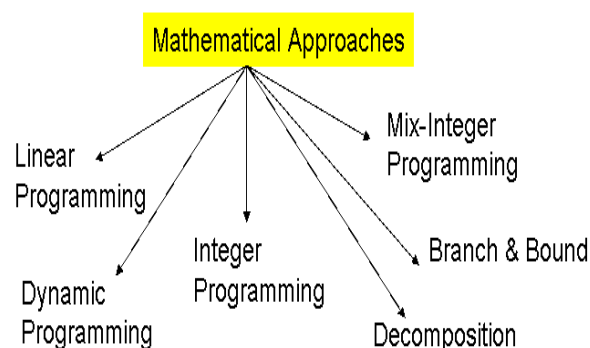 Mathematical Approaches
Mix-Integer
Programming
Linear
Programming
Integer
Programming
Branch & Bound
Dynamic
Programming
Decomposition